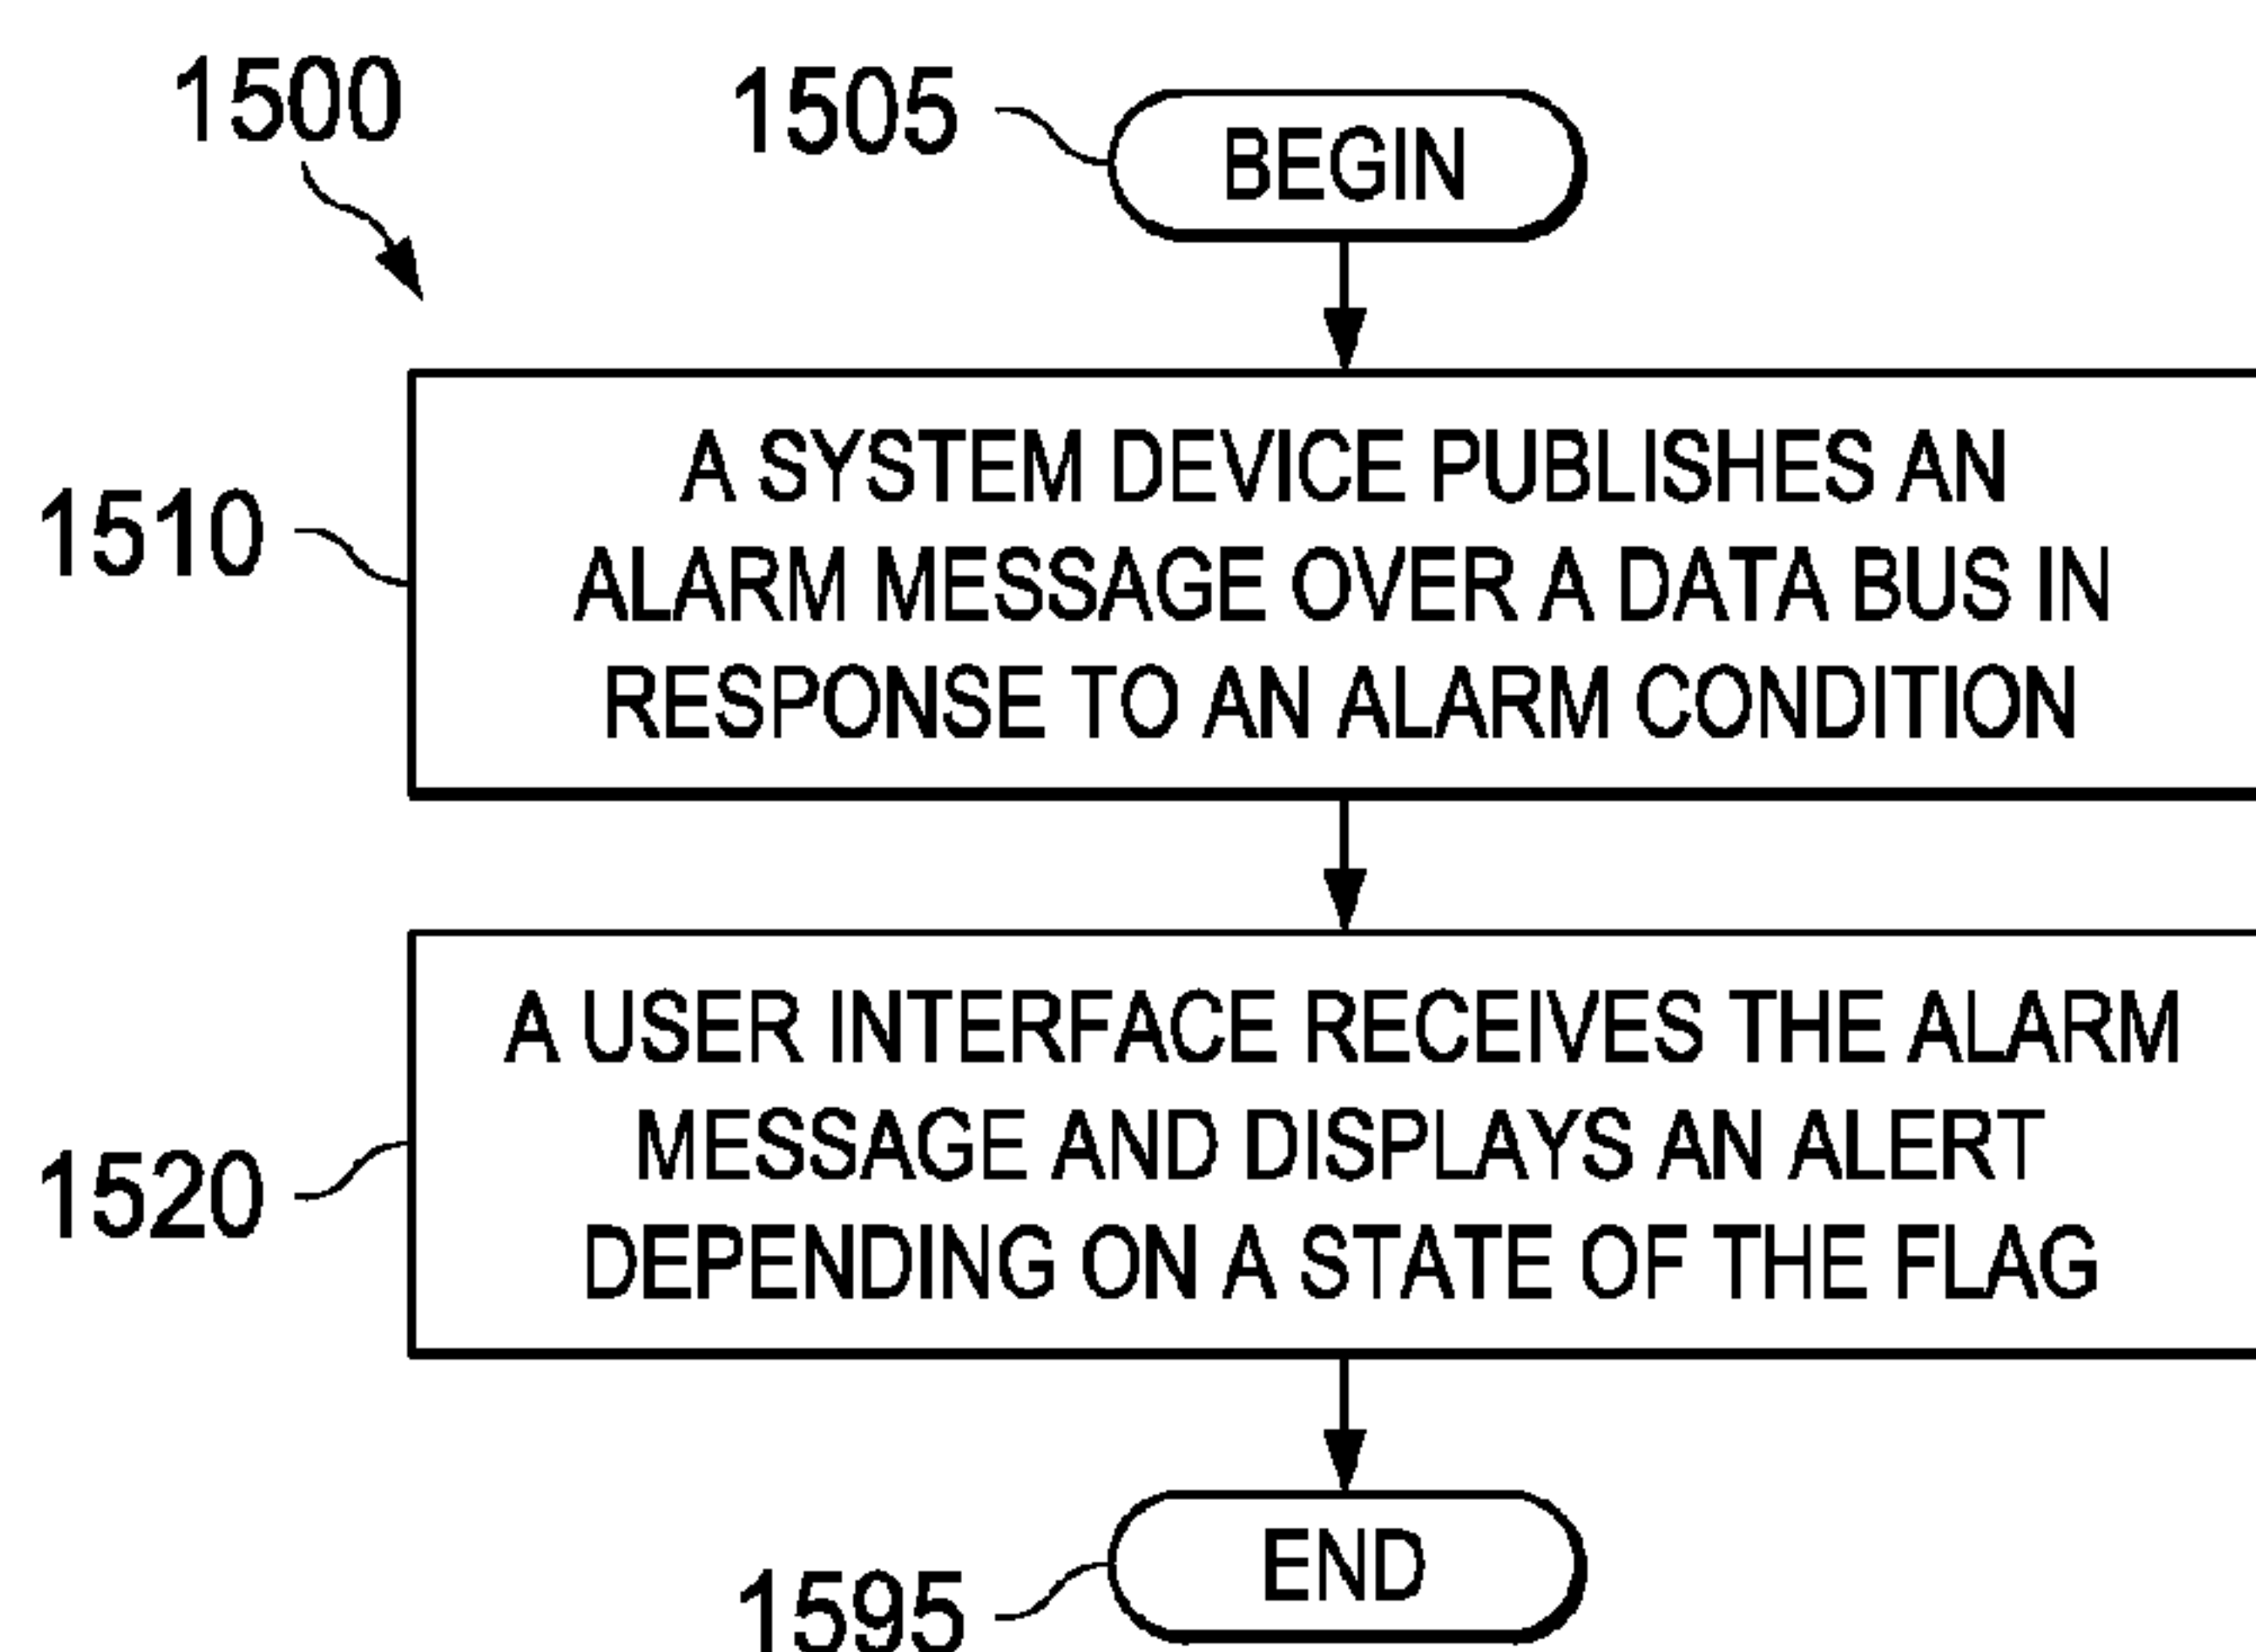 1500
1505
BEGIN
1510
A SYSTEM DEVICE PUBLISHES AN
ALARM MESSAGE OVER A DATA BUS IN
RESPONSE TO AN ALARM CONDITION
1520
A USER INTERFACE RECEIVES THE ALARM
MESSAGE AND DISPLAYS AN ALERT
DEPENDING ON A STATE OF THE FLAG
1595
END